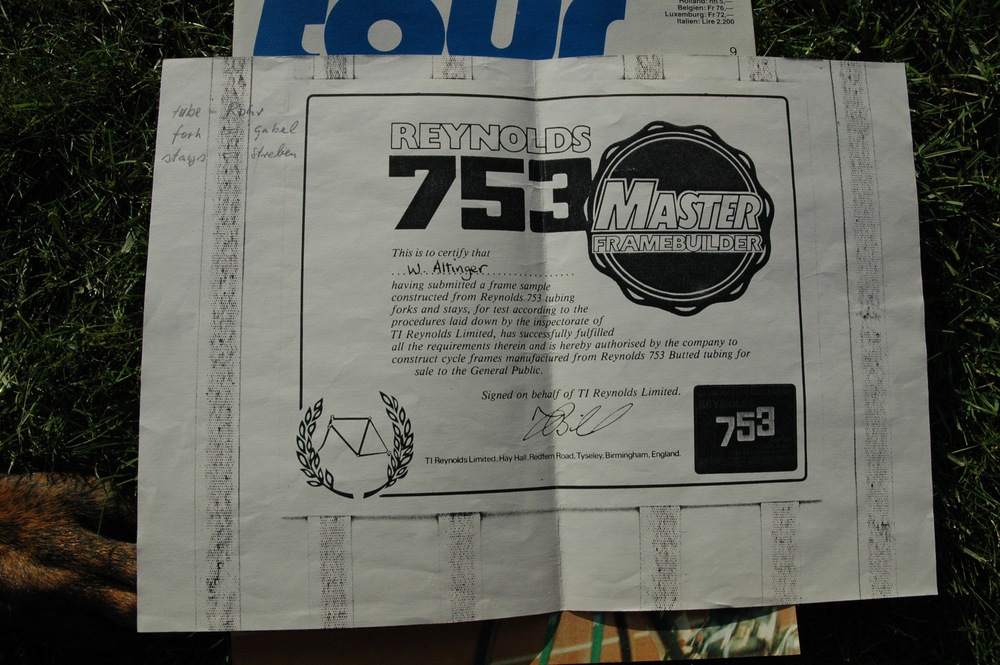 tour
Holland: hfl 5,—
Belgien: Fr 76,—
Luxemburg: Fr 72,—
Italien: Lire 2.200
9
tube - Rohr
fork - gabel
stays - Streben
REYNOLDS
753
MASTER
FRAMEBUILDER
This is to certify that
...W. Altinger.....................
having submitted a frame sample
constructed from Reynolds 753 tubing
forks and stays, for test according to the
procedures laid down by the inspectorate of
TI Reynolds Limited, has successfully fulfilled
all the requirements therein and is hereby authorised by the company to
construct cycle frames manufactured from Reynolds 753 Butted tubing for
sale to the General Public.
Signed on behalf of TI Reynolds Limited.
TI Reynolds Limited, Hay Hall, Redfern Road, Tyseley, Birmingham, England.
REYNOLDS
753